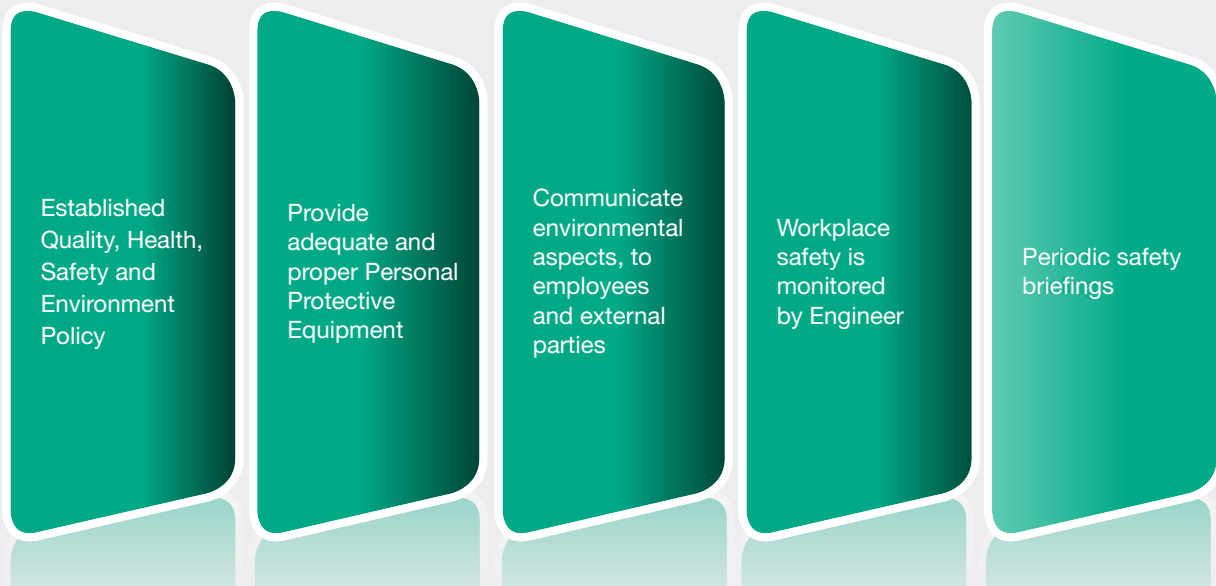 Established
Quality, Health,
Safety and
Environment
Policy
Provide
adequate and
proper Personal
Protective
Equipment
Communicate
environmental
aspects, to
employees
and external
parties
Workplace
safety is
monitored
by Engineer
Periodic safety
briefings